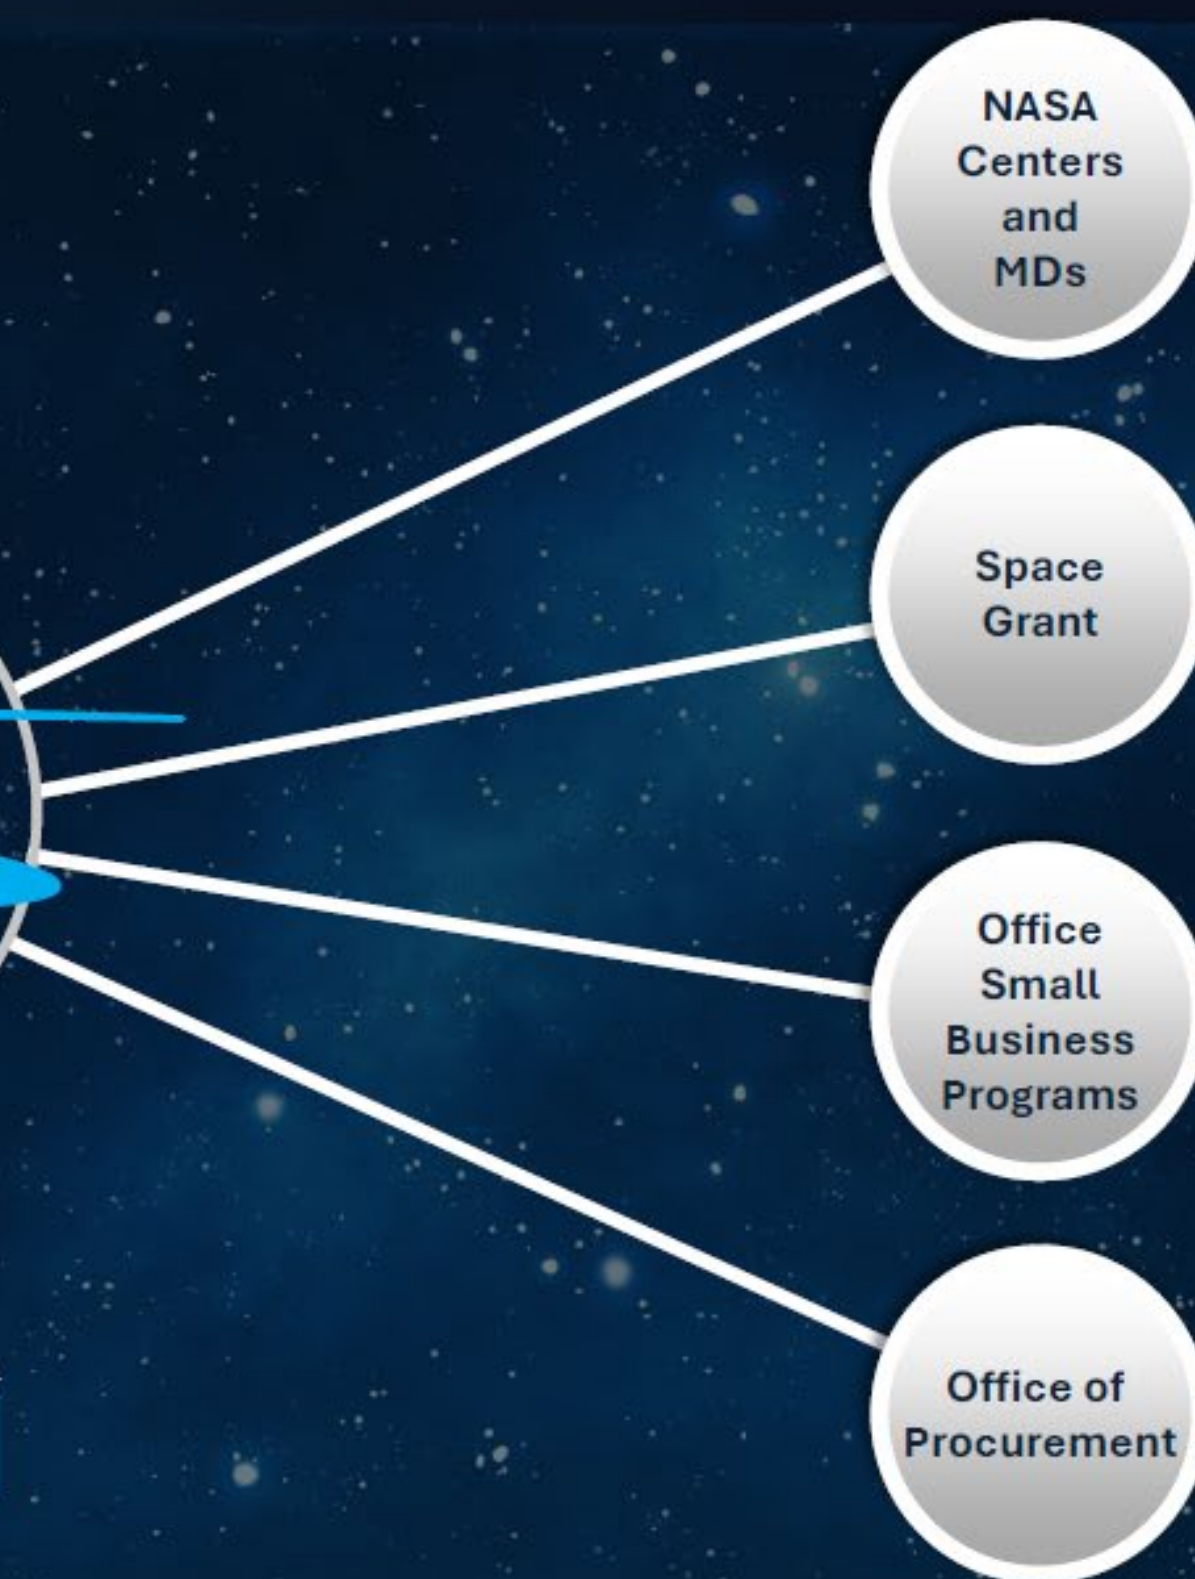 NASA
Centers
and
MDs
Space
Grant
Office
Small
Business
Programs
Office of
Procurement